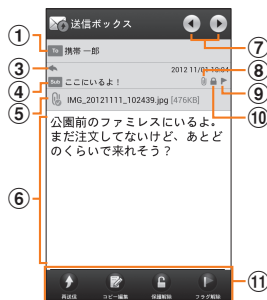 送信ボックス
① To 携帯 一郎 ⑦
③ 2012 11/01 10:04 ⑧
④ Sub ここにいるよ！ ⑨
⑤ IMG_20121111_102439.jpg [476KB] ⑩
公園前のファミレスにいるよ。
まだ注文してないけど、あとど
のくらいで来れそう？
⑥
再送信 コピー編集 保護解除 フラグ解除 ⑪